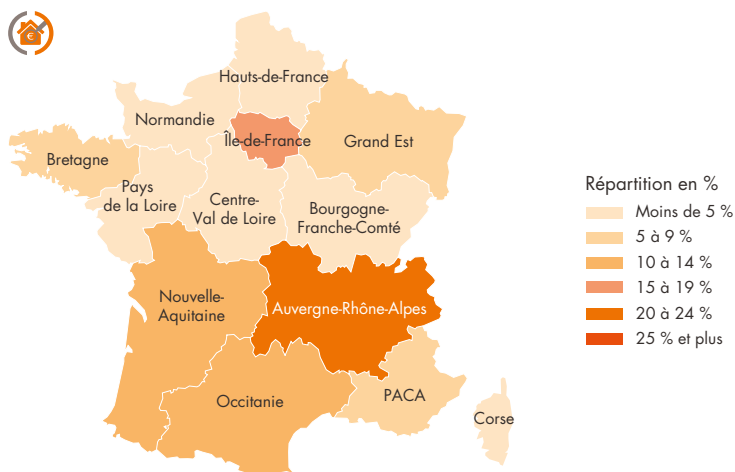 Hauts-de-France
Normandie
Île-de-France
Grand Est
Bretagne
Pays
de la Loire
Centre-
Val de Loire
Bourgogne-
Franche-Comté
Nouvelle-
Aquitaine
Auvergne-Rhône-Alpes
Occitanie
PACA
Corse
Répartition en %
Moins de 5 %
5 à 9 %
10 à 14 %
15 à 19 %
20 à 24 %
25 % et plus